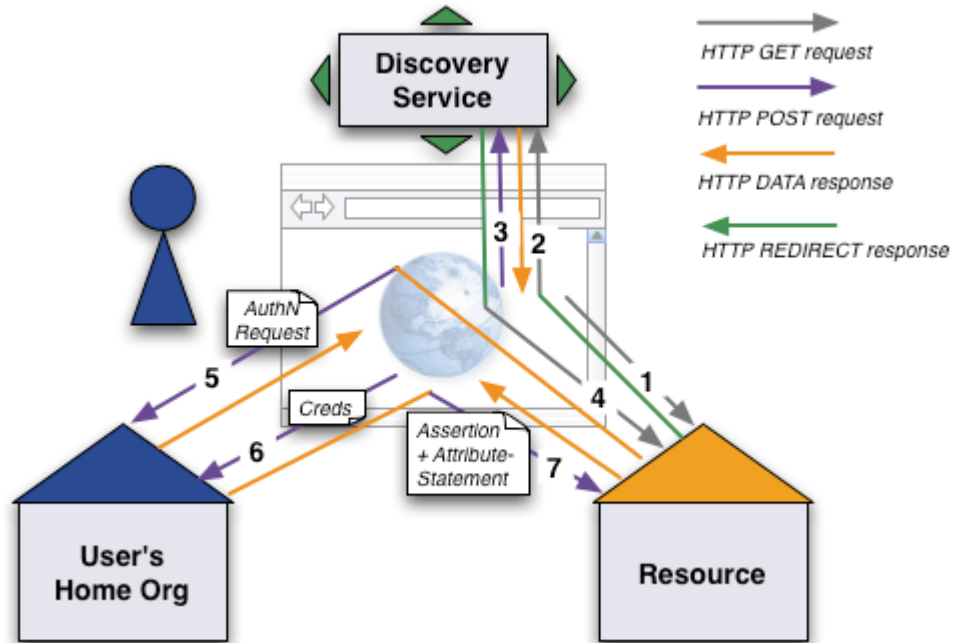 Discovery
Service
HTTP GET request
HTTP POST request
HTTP DATA response
HTTP REDIRECT response
3
2
AuthN
Request
5
1
4
Creds
6
Assertion
+ Attribute-
Statement
7
User's
Home Org
Resource